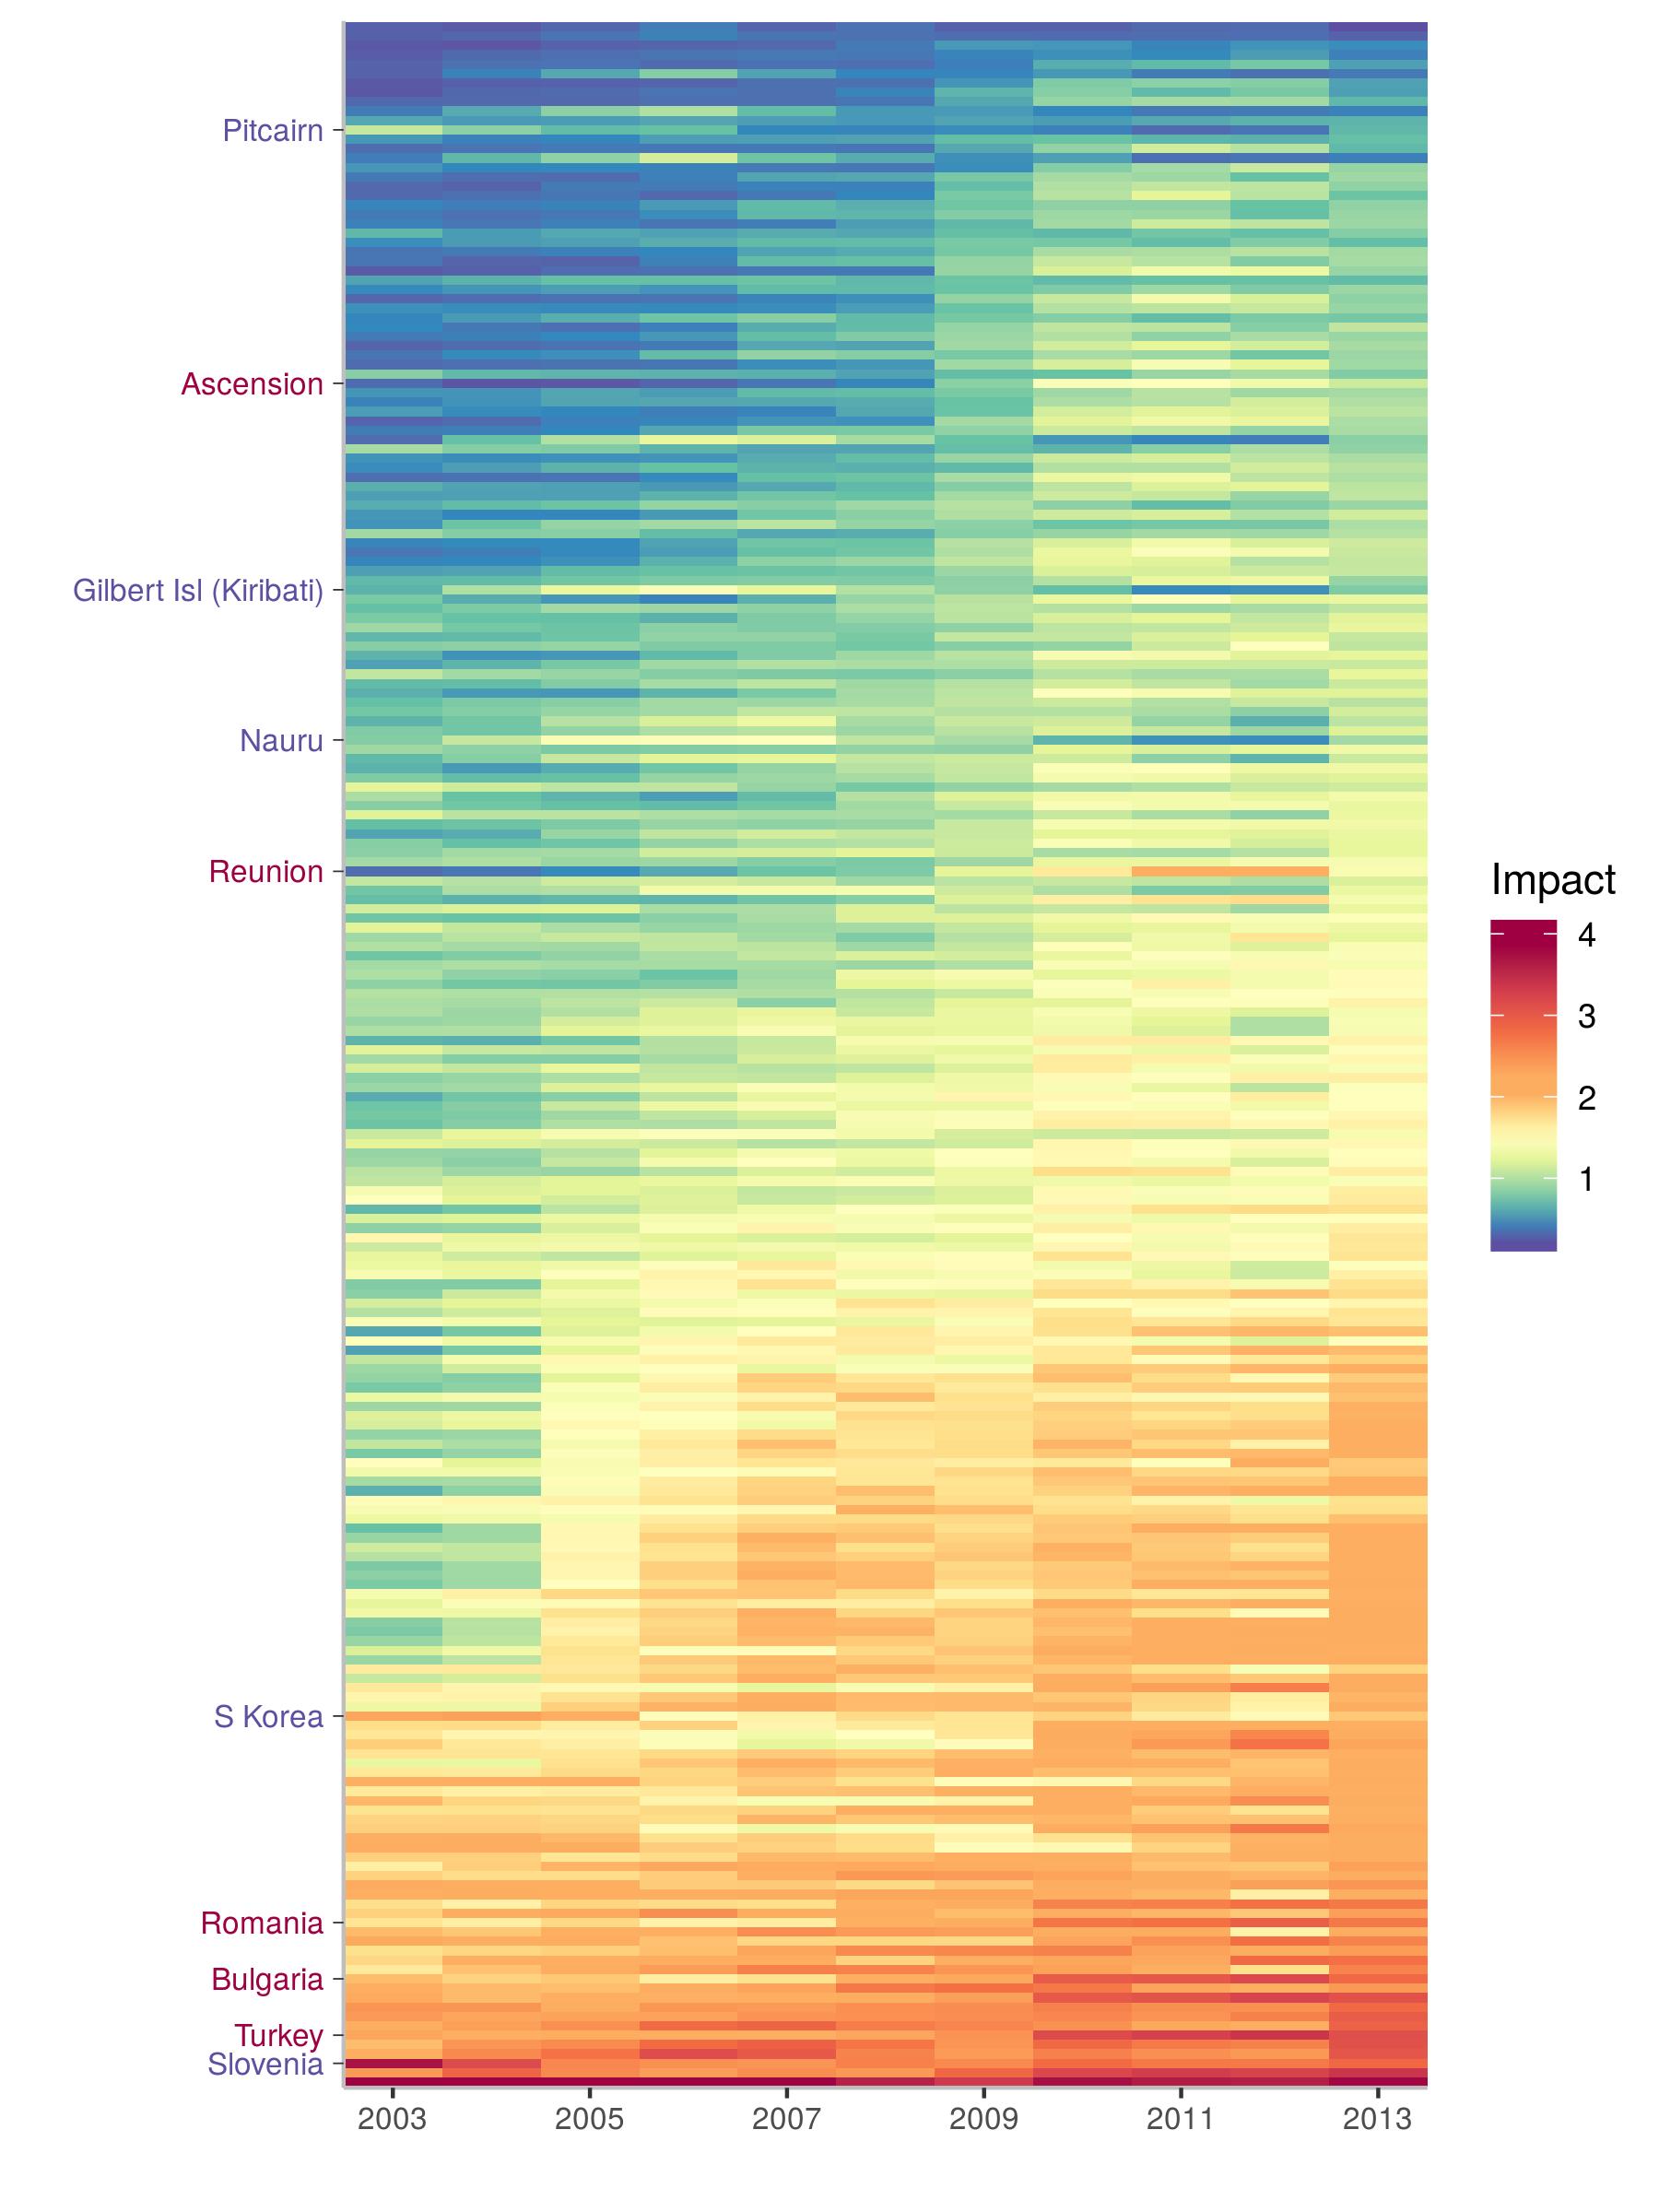 Pitcairn
Ascension
Gilbert Isl (Kiribati)
Nauru
Reunion
S Korea
Romania
Bulgaria
Turkey
Slovenia
2003 2005 2007 2009 2011 2013
Impact
4
3
2
1